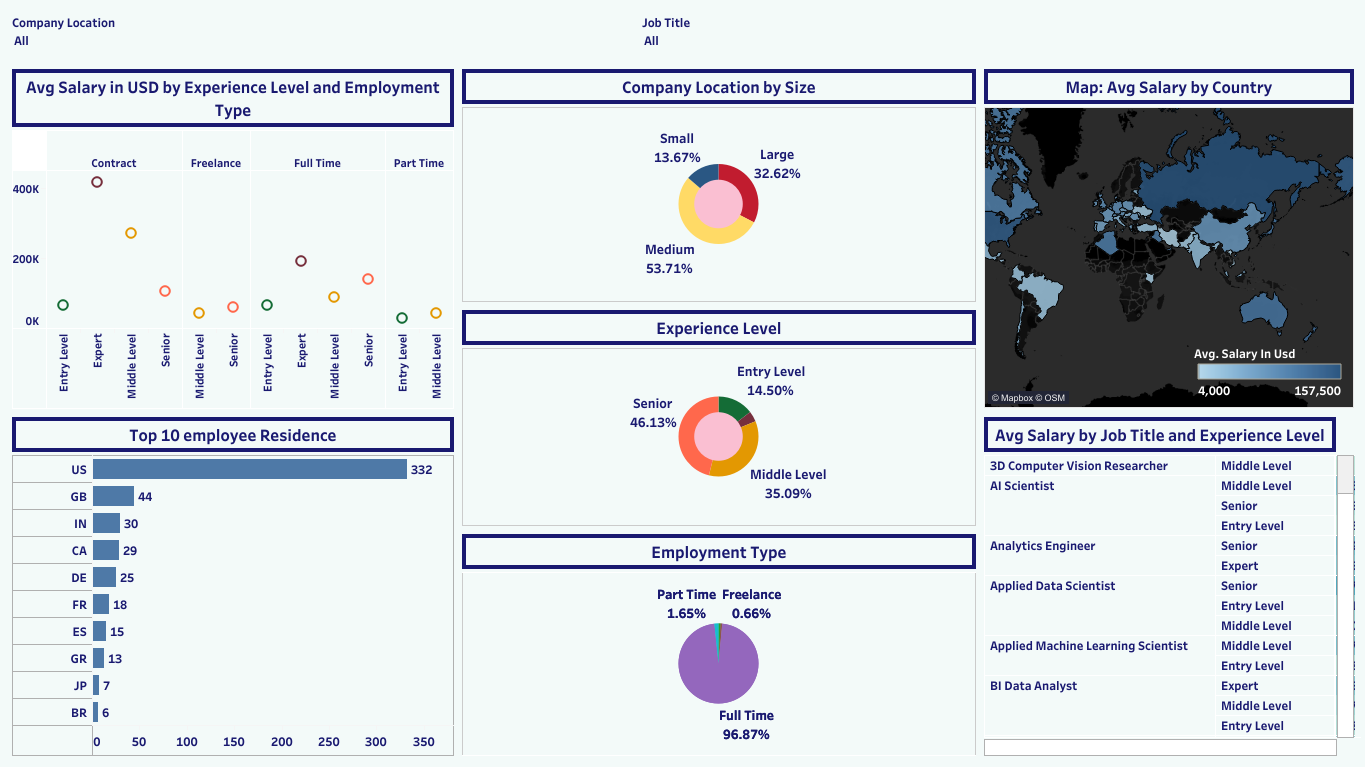 Company Location
All
Job Title
All
Avg Salary in USD by Experience Level and Employment
Type
Contract
Freelance
Full Time
Part Time
400K
200K
0K
Entry Level
Expert
Middle Level
Senior
Middle Level
Senior
Entry Level
Expert
Middle Level
Senior
Entry Level
Middle Level
Top 10 employee Residence
US
332
GB
44
IN
30
CA
29
DE
25
FR
18
ES
15
GR
13
JP
7
BR
6
0
50
100
150
200
250
300
350
Company Location by Size
Small
13.67%
Large
32.62%
Medium
53.71%
Experience Level
Entry Level
14.50%
Senior
46.13%
Middle Level
35.09%
Employment Type
Part Time
1.65%
Freelance
0.66%
Full Time
96.87%
Map: Avg Salary by Country
Avg. Salary In Usd
4,000
157,500
© Mapbox © OSM
Avg Salary by Job Title and Experience Level
3D Computer Vision Researcher
Middle Level
AI Scientist
Middle Level
Senior
Entry Level
Analytics Engineer
Senior
Expert
Applied Data Scientist
Senior
Entry Level
Middle Level
Applied Machine Learning Scientist
Middle Level
Entry Level
BI Data Analyst
Expert
Middle Level
Entry Level